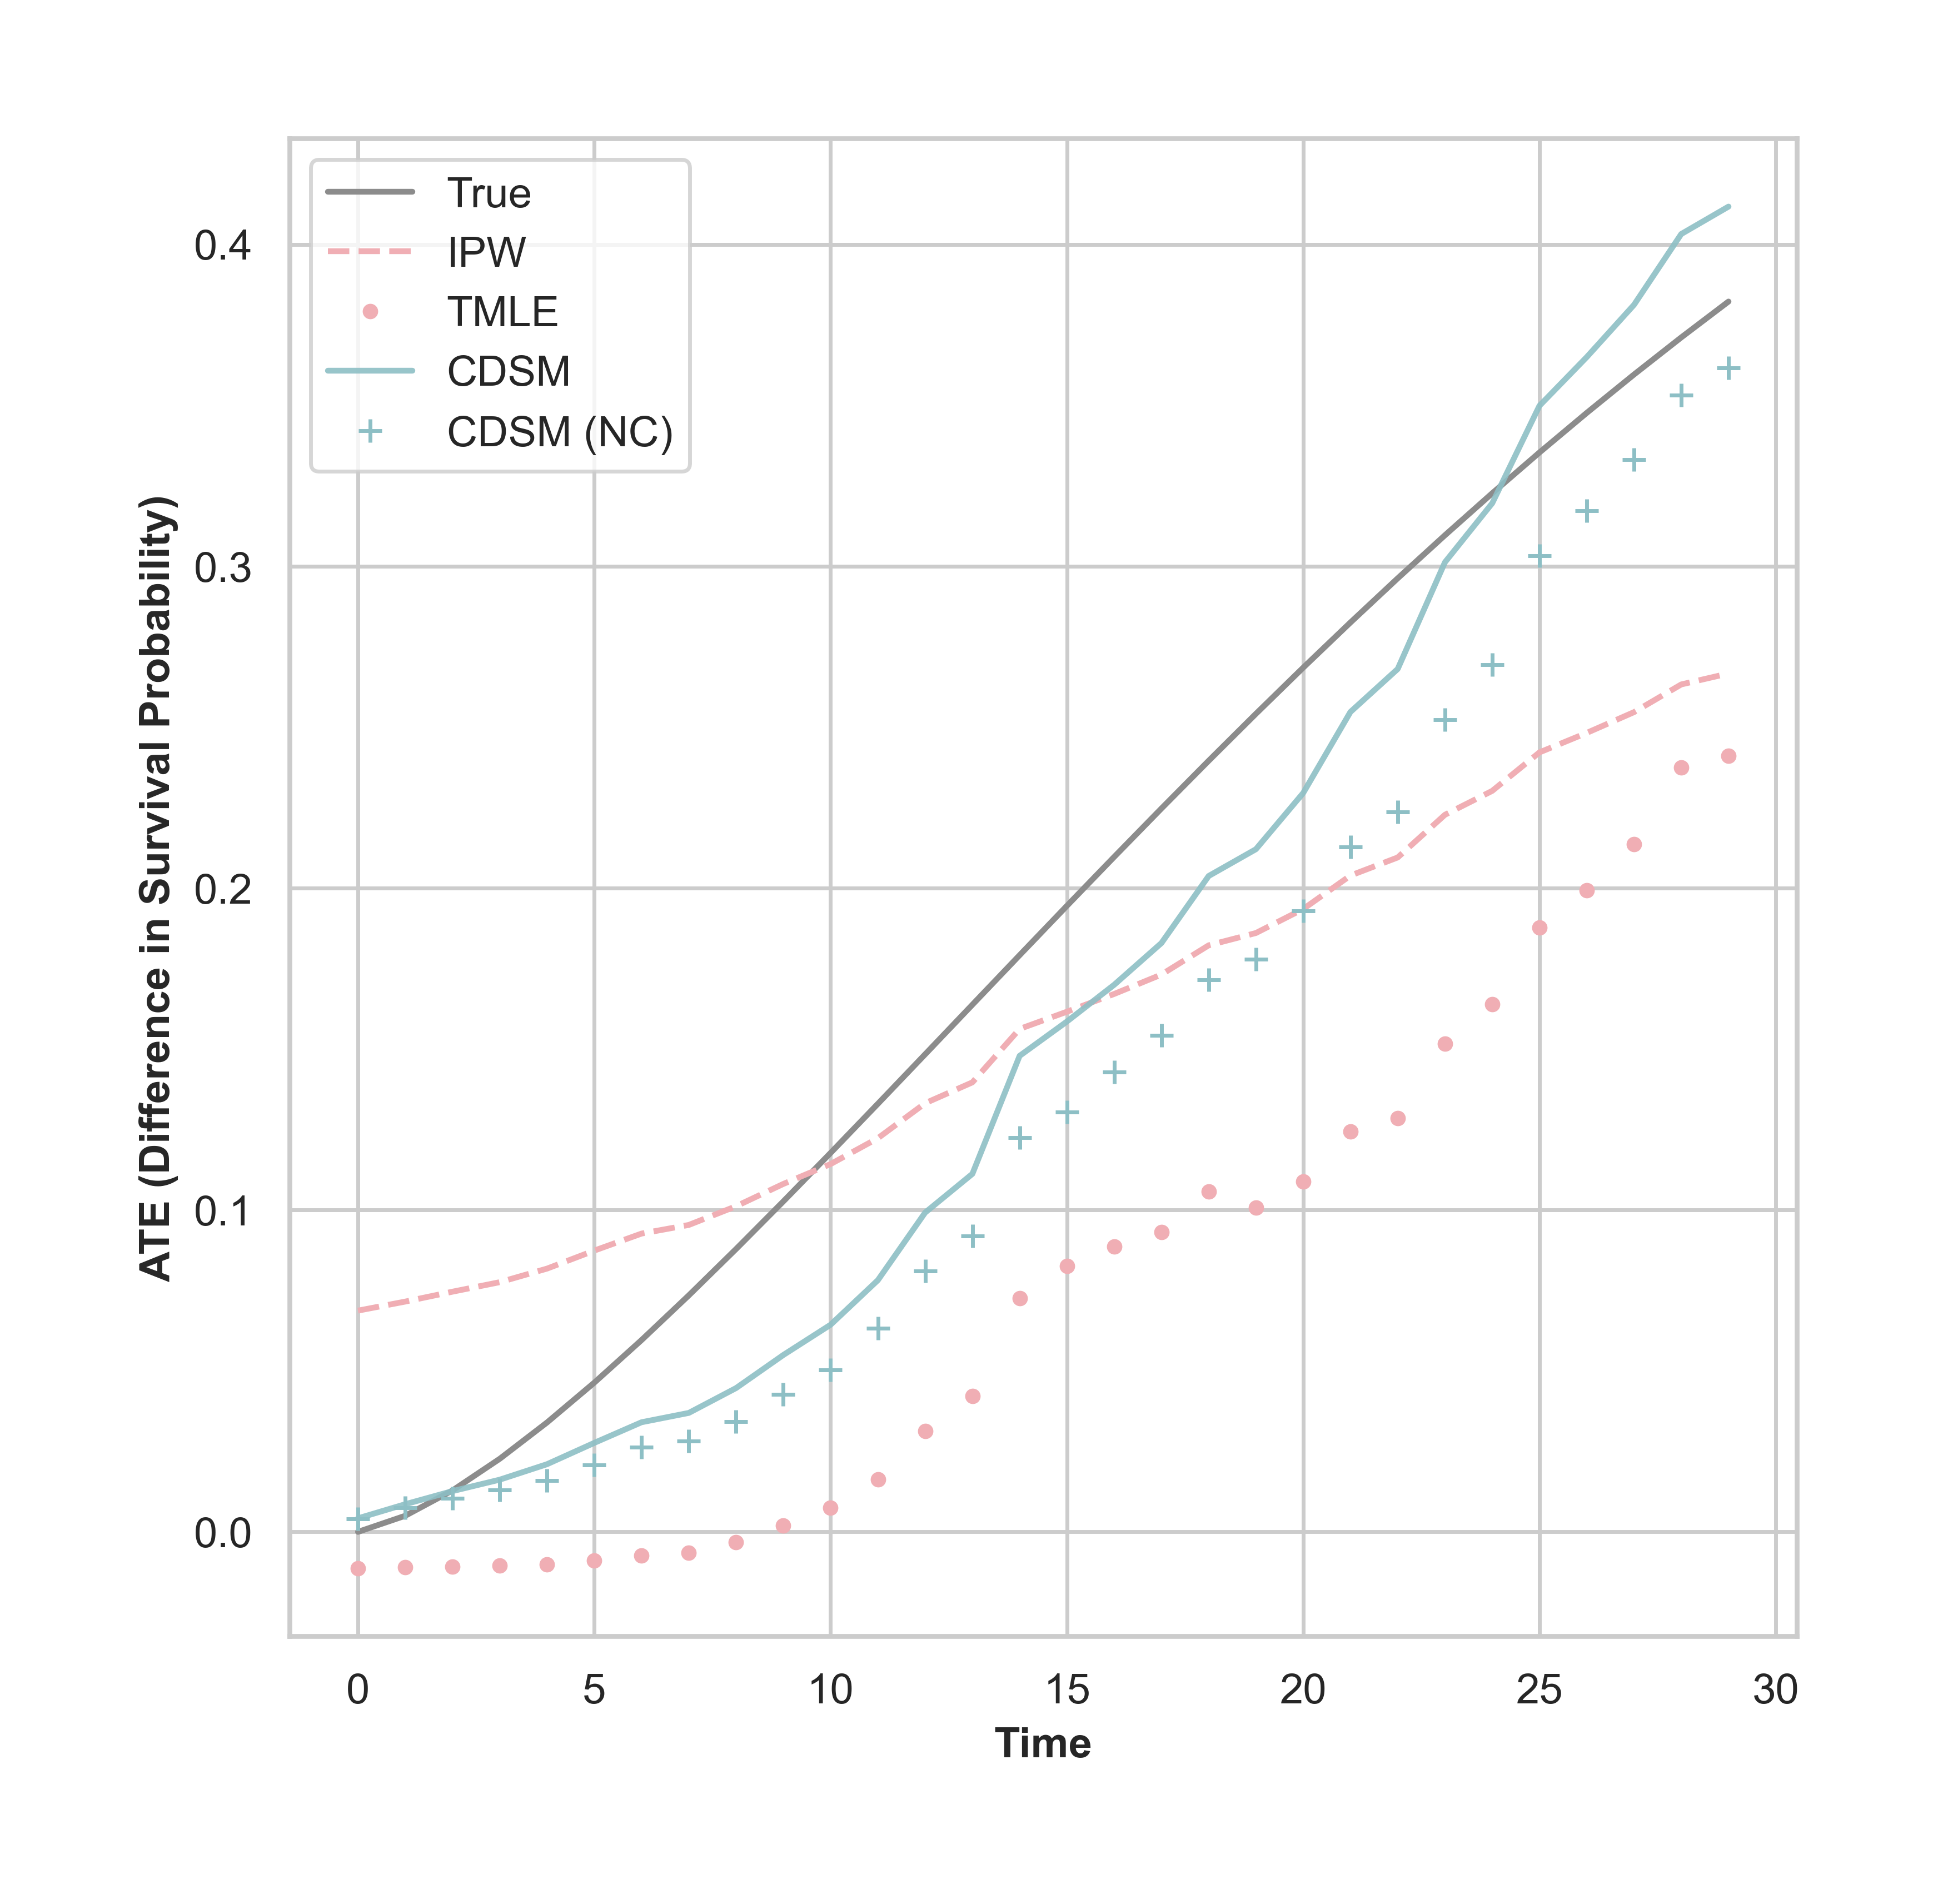 True
IPW
TMLE
CDSM
CDSM (NC)
ATE (Difference in Survival Probability)
0.4
0.3
0.2
0.1
0.0
0 5 10 15 20 25 30
Time